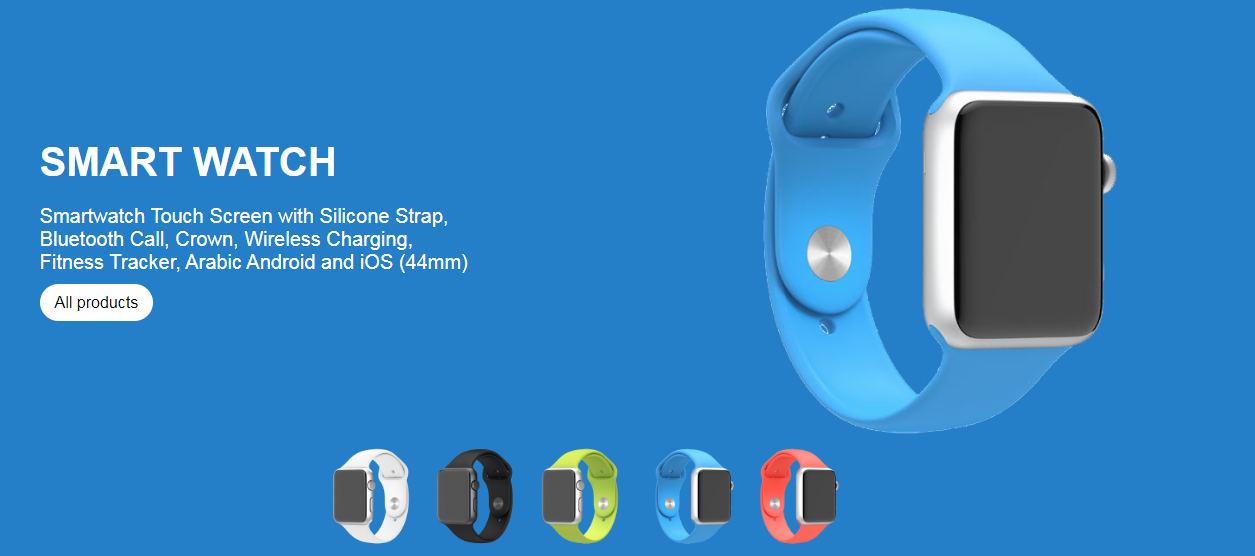 SMART WATCH
Smartwatch Touch Screen with Silicone Strap,
Bluetooth Call, Crown, Wireless Charging,
Fitness Tracker, Arabic Android and iOS (44mm)
All products